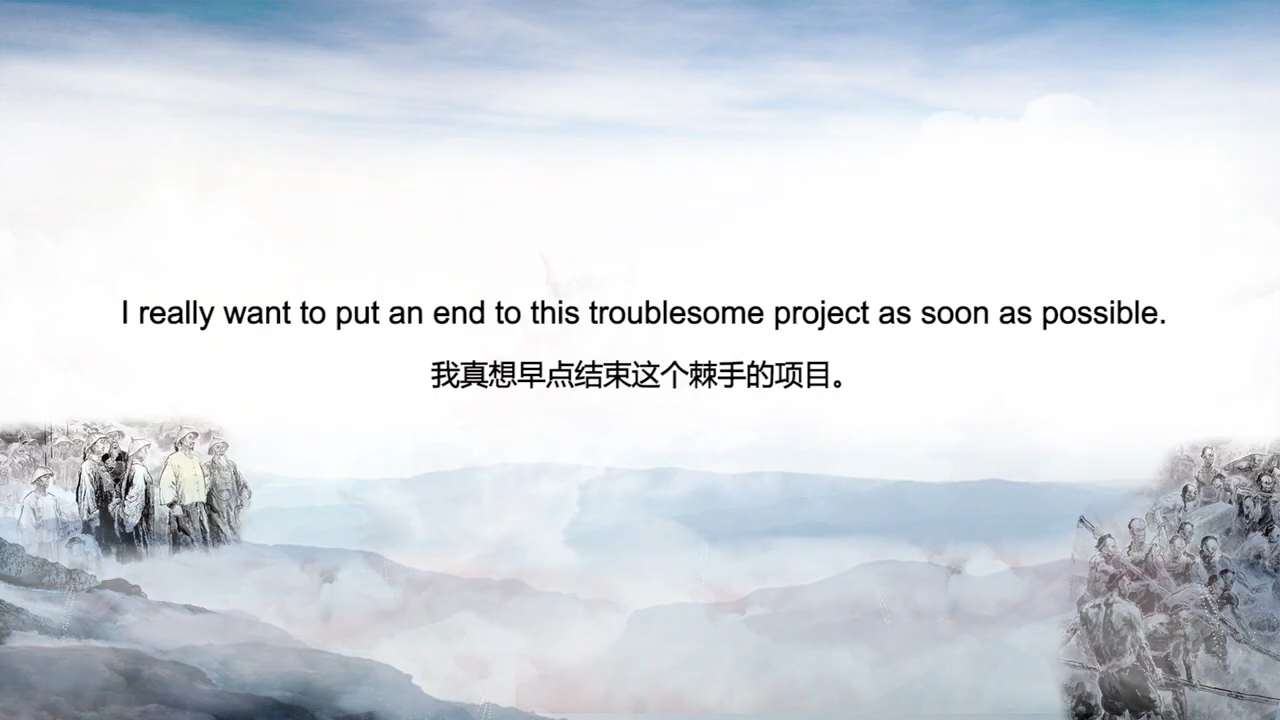 I really want to put an end to this troublesome project as soon as possible.
我真想早点结束这个棘手的项目。